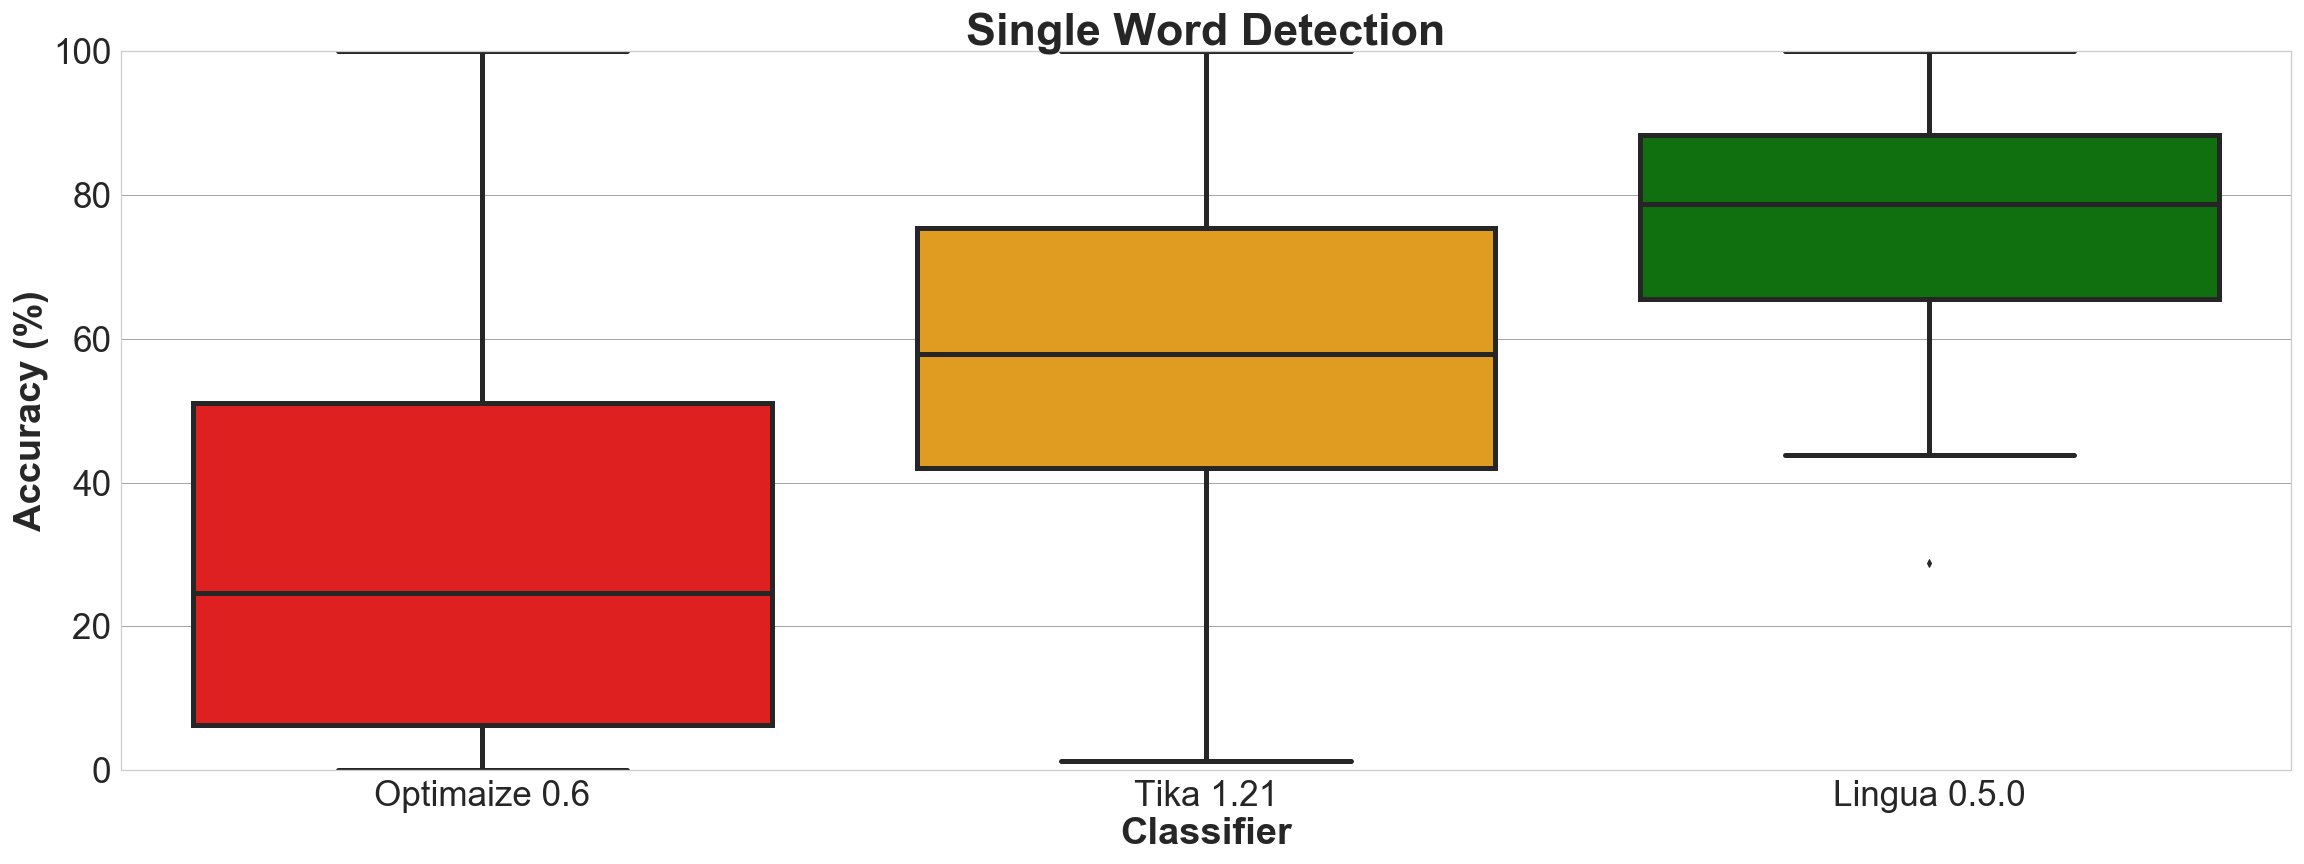 Single Word Detection
Accuracy (%)
100
80
60
40
20
0
Optimaize 0.6
Tika 1.21
Lingua 0.5.0
Classifier